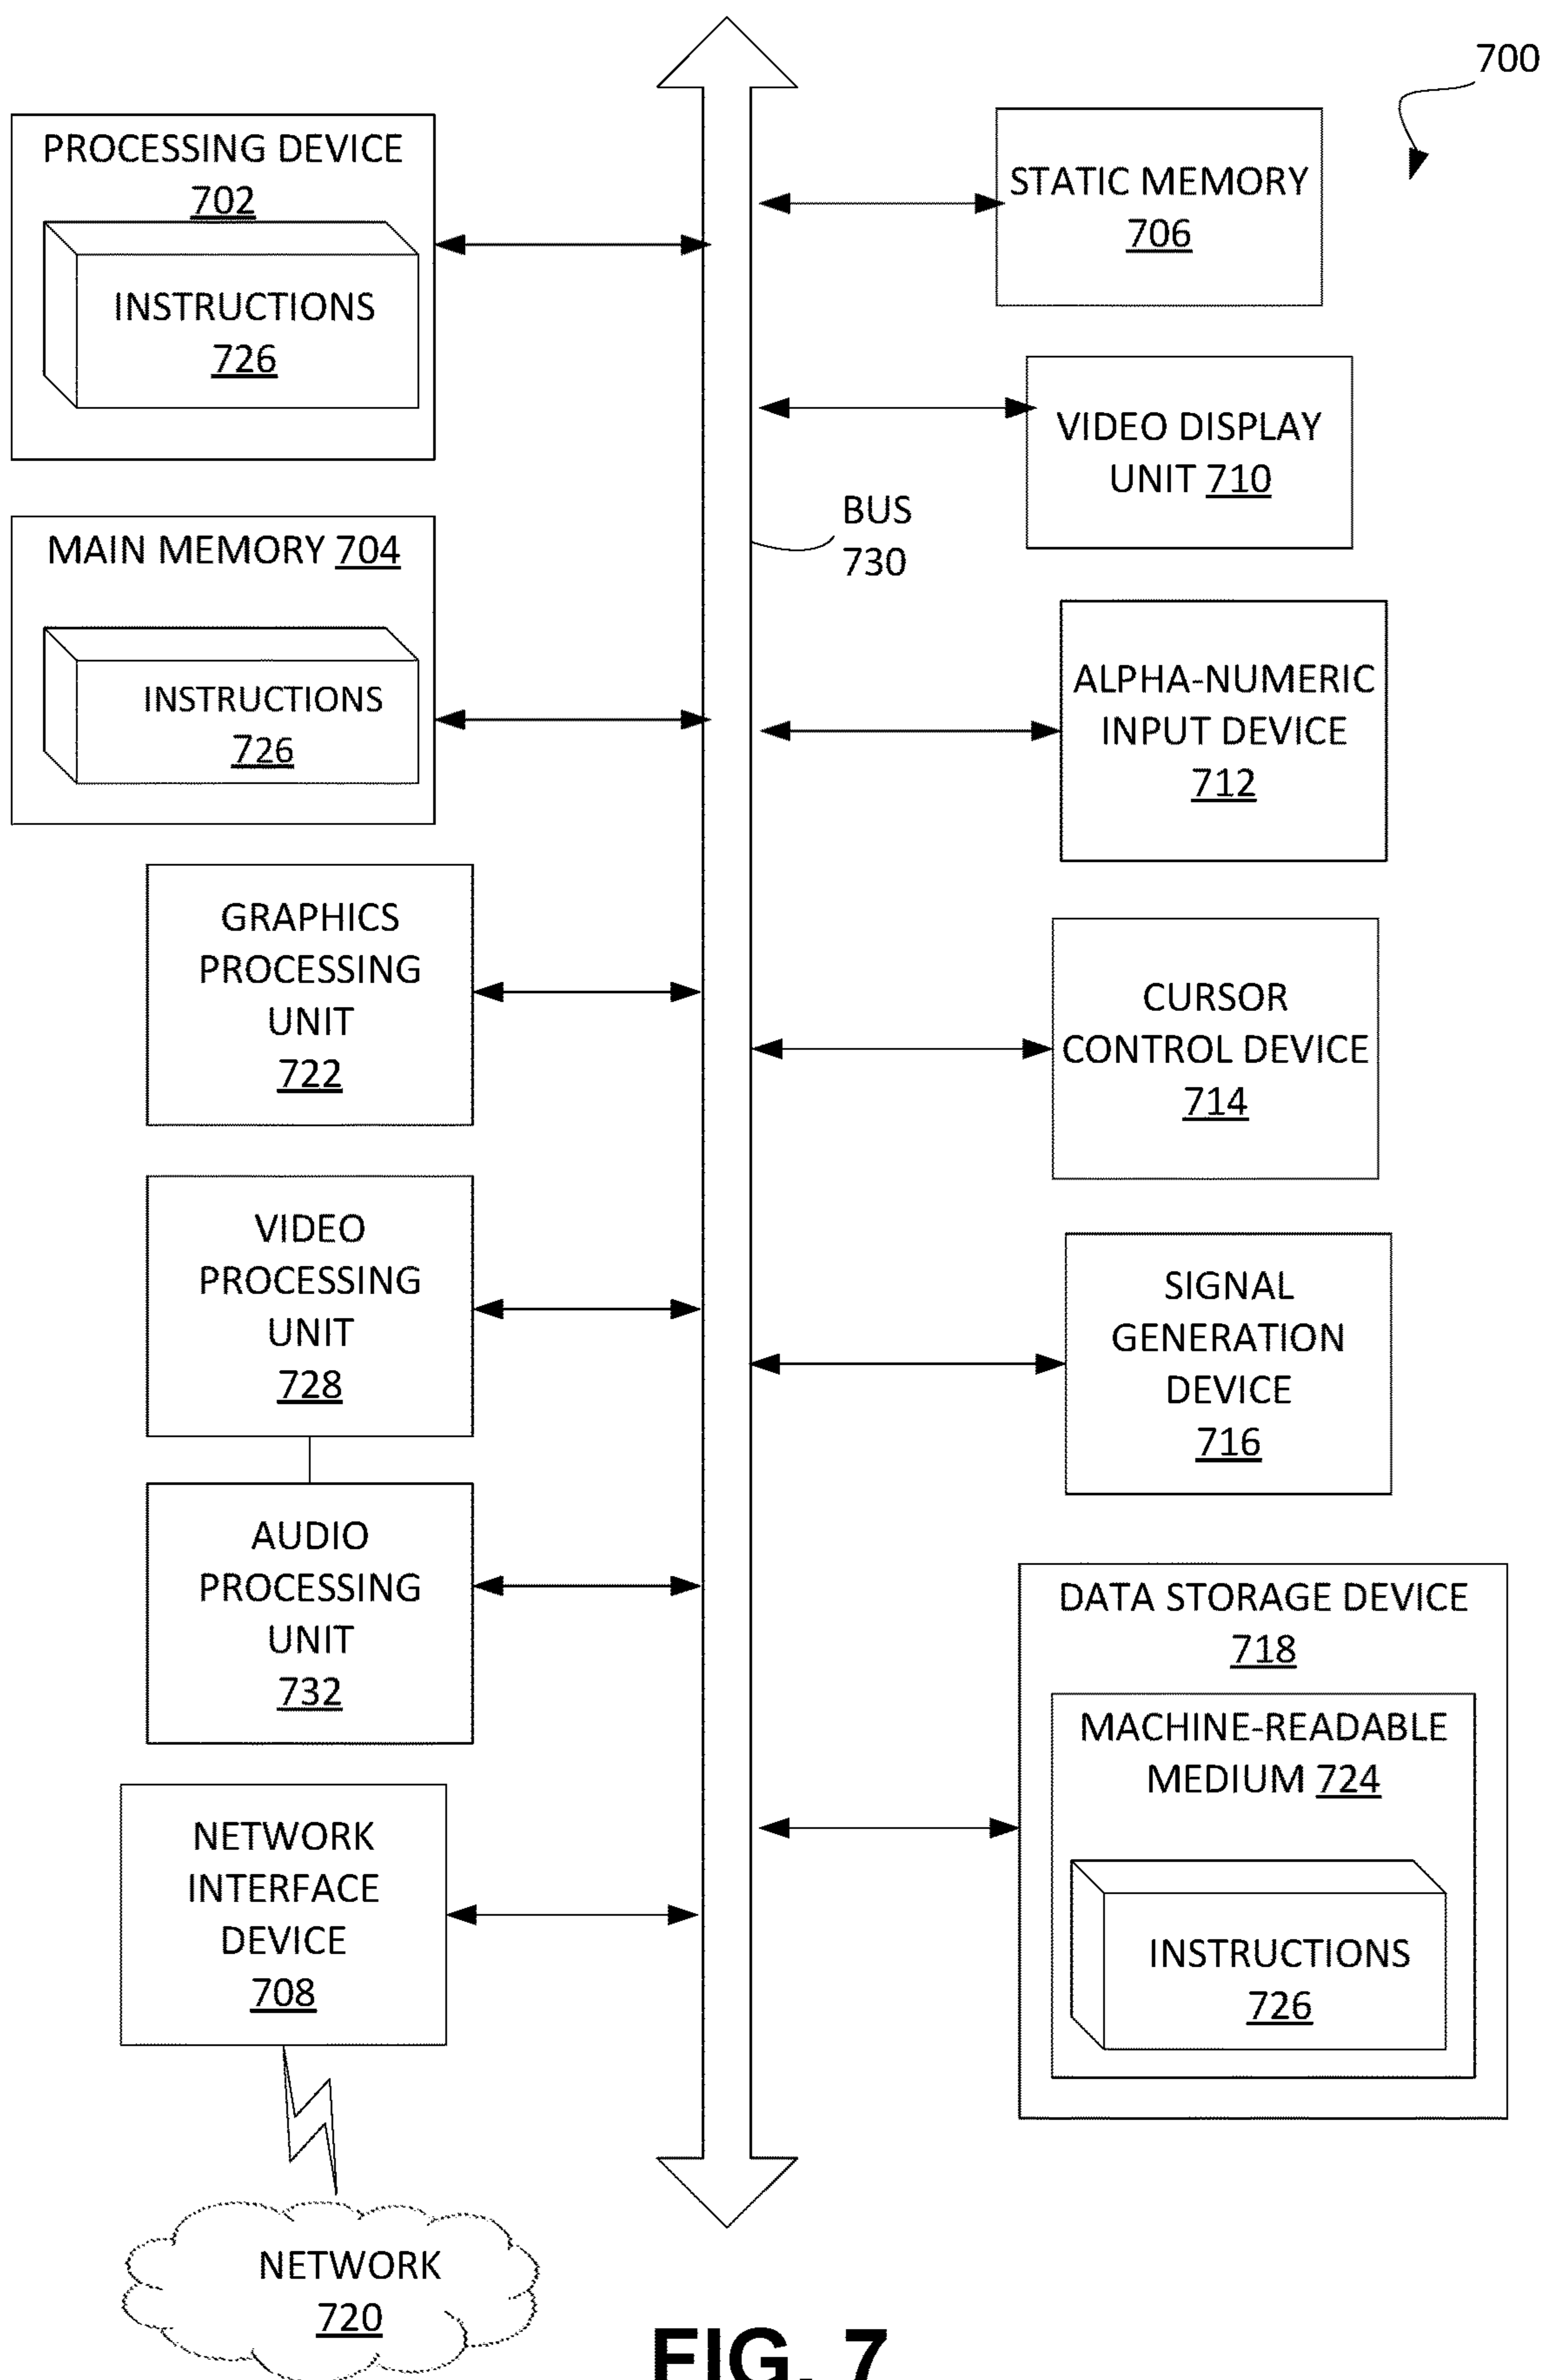 700
PROCESSING DEVICE
702
INSTRUCTIONS
726
MAIN MEMORY 704
INSTRUCTIONS
726
GRAPHICS
PROCESSING
UNIT
722
VIDEO
PROCESSING
UNIT
728
AUDIO
PROCESSING
UNIT
732
NETWORK
INTERFACE
DEVICE
708
NETWORK
720
BUS
730
STATIC MEMORY
706
VIDEO DISPLAY
UNIT 710
ALPHA-NUMERIC
INPUT DEVICE
712
CURSOR
CONTROL DEVICE
714
SIGNAL
GENERATION
DEVICE
716
DATA STORAGE DEVICE
718
MACHINE-READABLE
MEDIUM 724
INSTRUCTIONS
726
FIG. 7